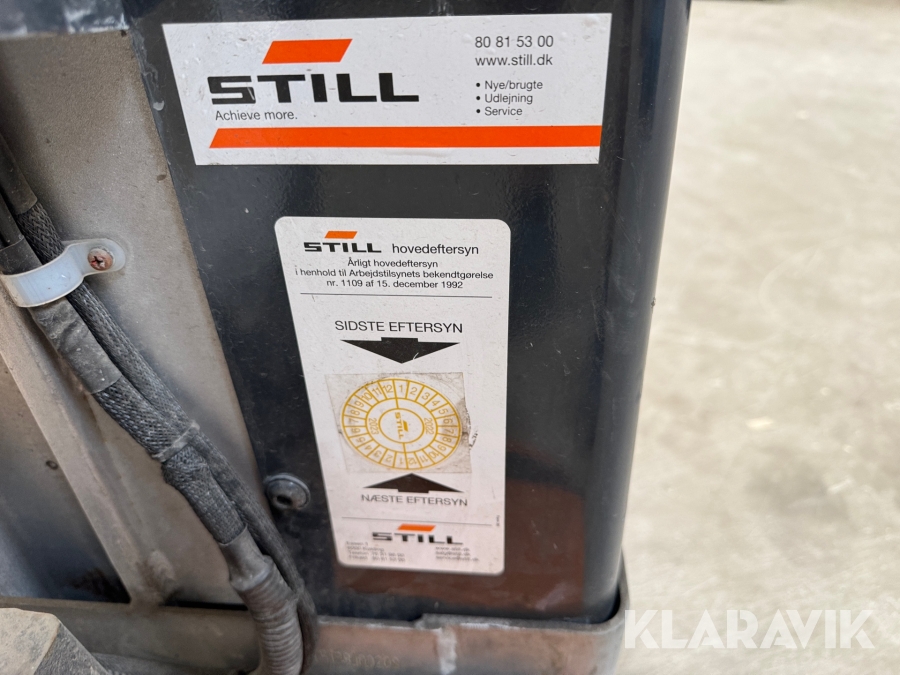 STILL
Achieve more.
80 81 53 00
www.still.dk
• Nye/brugte
• Udlejning
• Service
STILL hovedeftersyn
Årligt hovedeftersyn
i henhold til Arbejdstilsynets bekendtgørelse
nr. 1109 af 15. december 1992
SIDSTE EFTERSYN
STILL
NÆSTE EFTERSYN
STILL
KLARAVIK